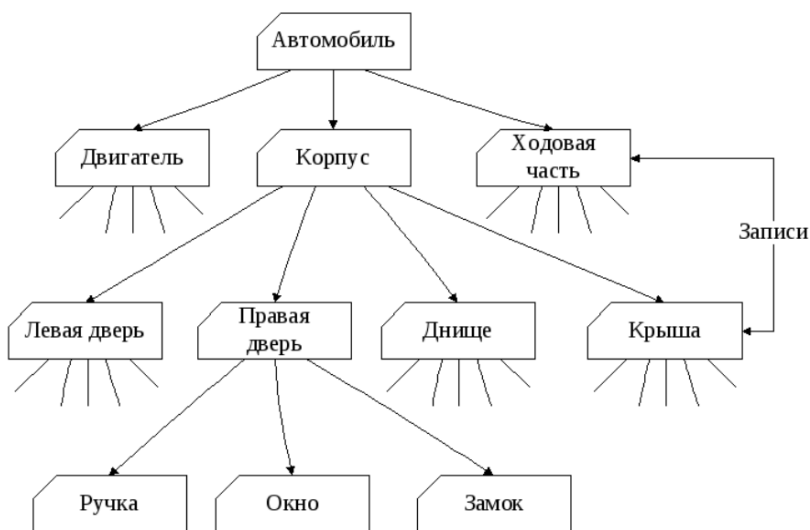 Автомобиль
Двигатель
Корпус
Ходовая
часть
Записи
Левая дверь
Правая
дверь
Днище
Крыша
Ручка
Окно
Замок